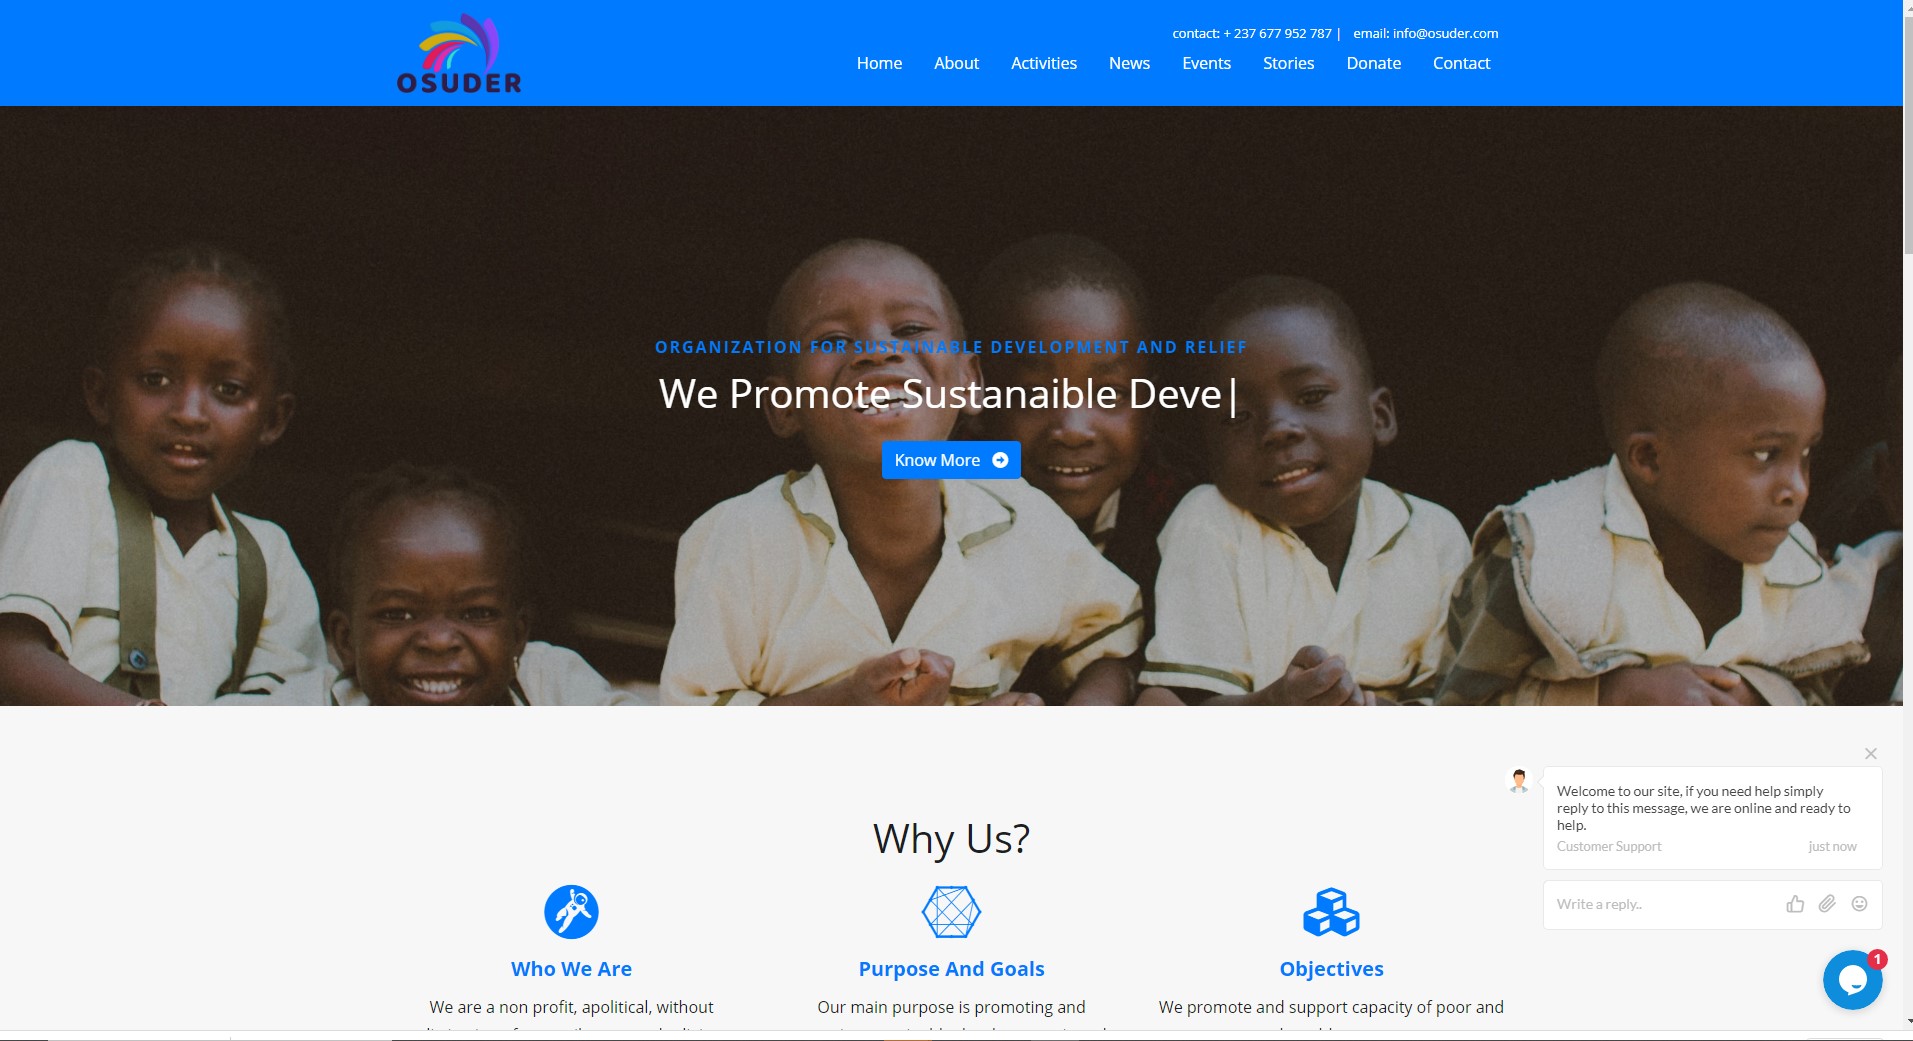 OSUDER
contact: + 237 677 952 787 | email: info@osuder.com
Home About Activities News Events Stories Donate Contact
ORGANIZATION FOR SUSTAINABLE DEVELOPMENT AND RELIEF
We Promote Sustanaible Deve|
Know More
Why Us?
Who We Are
We are a non profit, apolitical, without
Purpose And Goals
Our main purpose is promoting and
Objectives
We promote and support capacity of poor and
Welcome to our site, if you need help simply
reply to this message, we are online and ready to
help.
Customer Support just now
Write a reply..
1